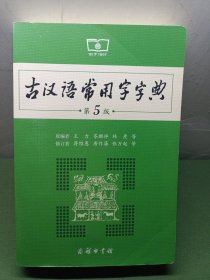 古汉语常用字字典
第5版
原编者 王力 岑麒祥 林焘 等
修订者 蒋绍愚 唐作藩 张万起 等
商务印书馆